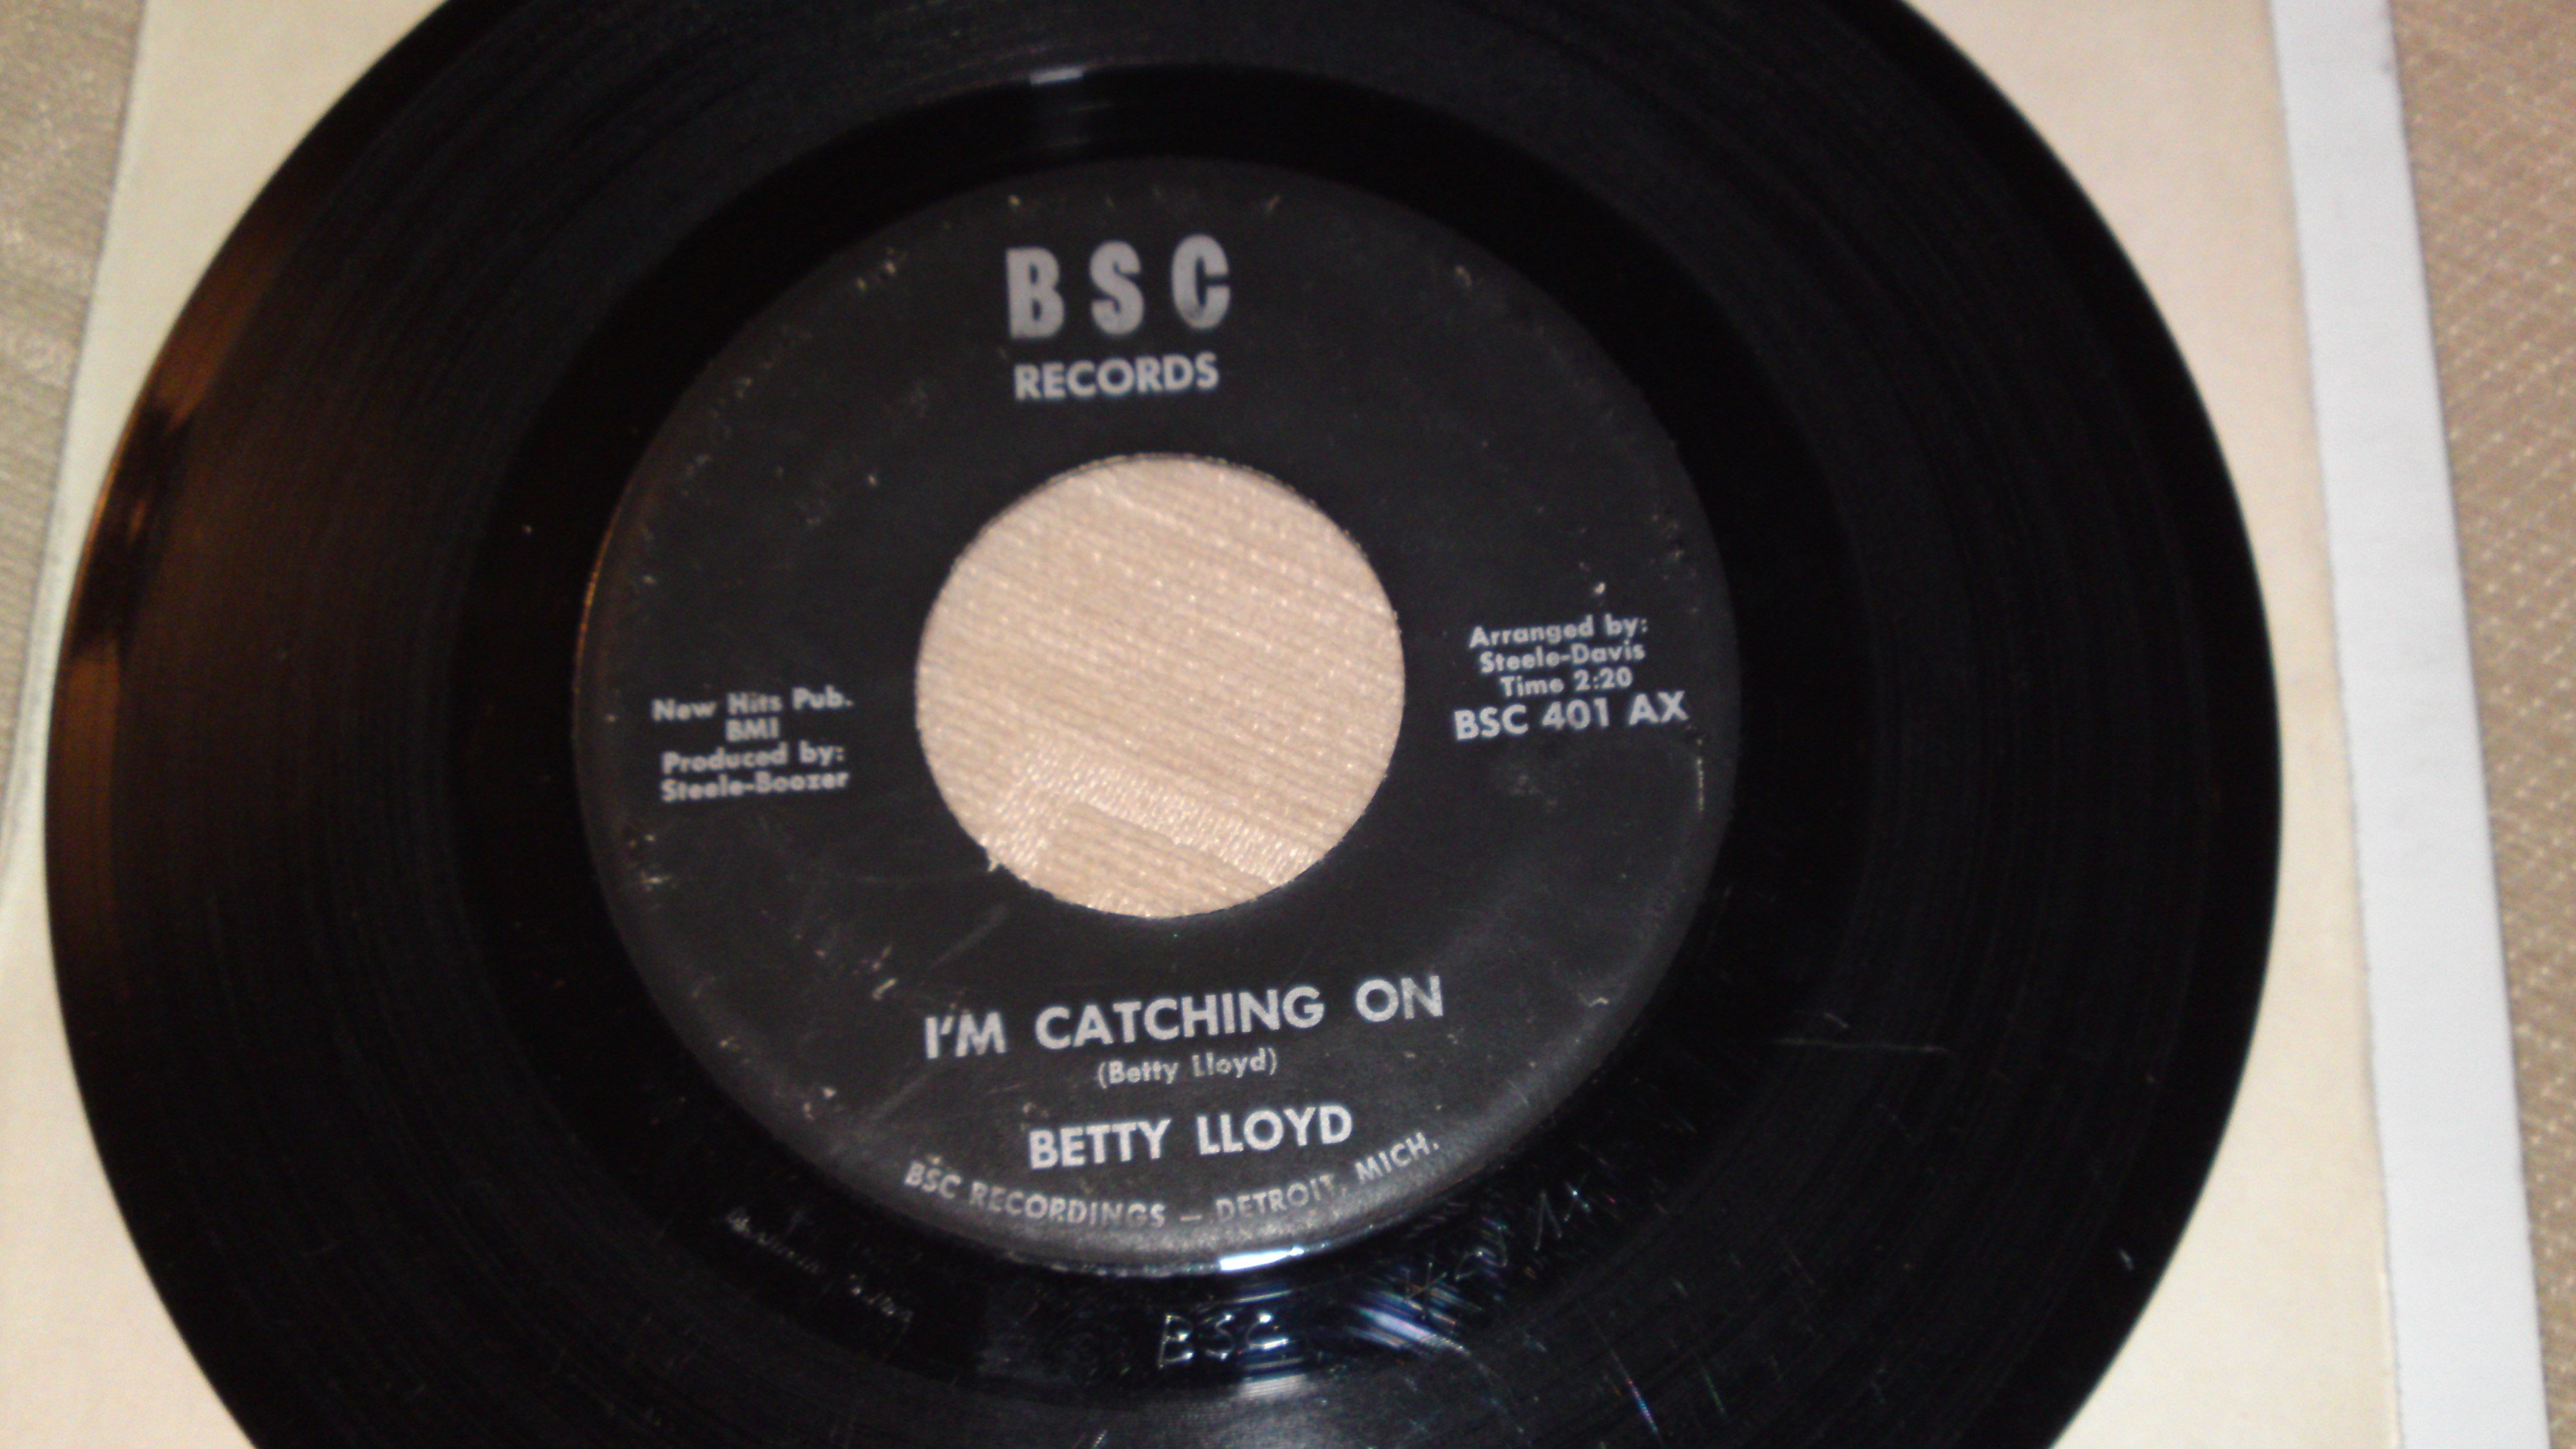 B S C
RECORDS
New Hits Pub.
BMI
Produced by:
Steele-Boozer
Arranged by:
Steele-Davis
Time 2:20
BSC 401 AX
I'M CATCHING ON
(Betty Lloyd)
BETTY LLOYD
BSC RECORDINGS — DETROIT, MICH.